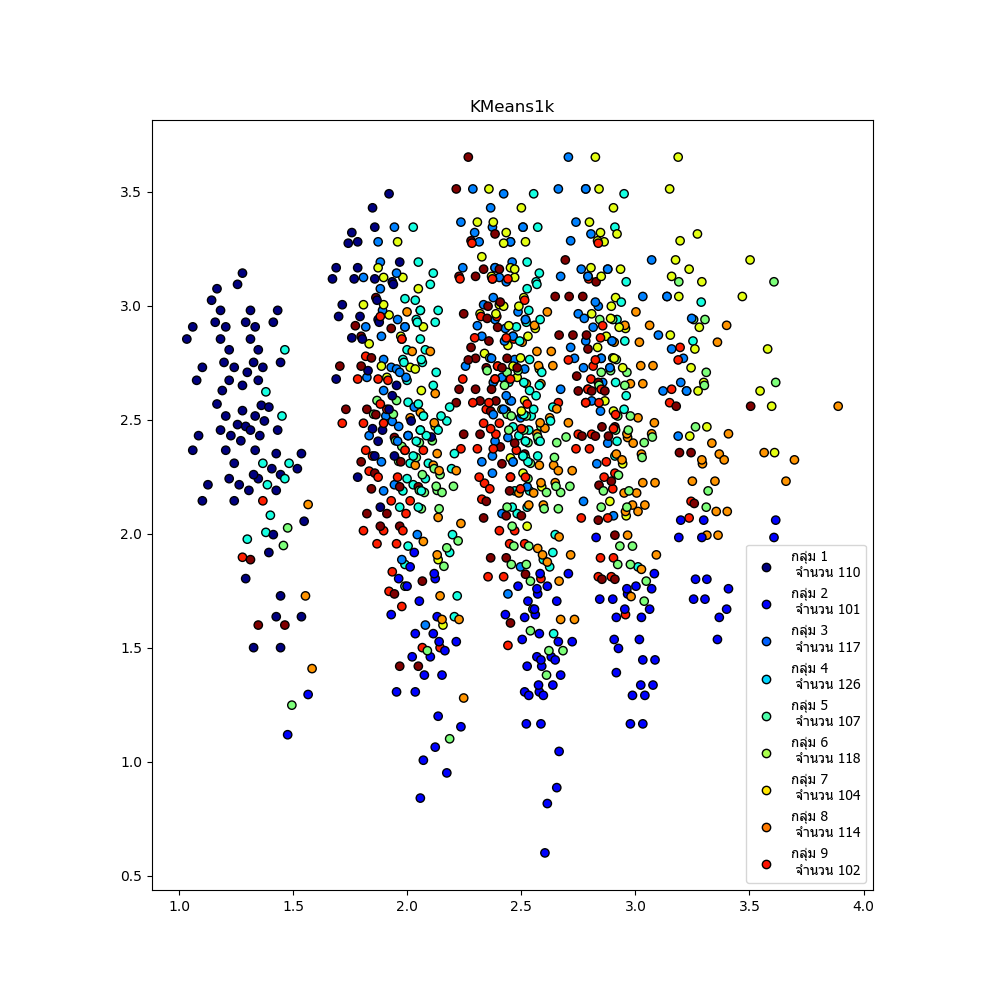 KMeans1k
3.5
3.0
2.5
2.0
1.5
1.0
0.5
1.0 1.5 2.0 2.5 3.0 3.5 4.0
กลุ่ม 1
จำนวน 110
กลุ่ม 2
จำนวน 101
กลุ่ม 3
จำนวน 117
กลุ่ม 4
จำนวน 126
กลุ่ม 5
จำนวน 107
กลุ่ม 6
จำนวน 118
กลุ่ม 7
จำนวน 104
กลุ่ม 8
จำนวน 114
กลุ่ม 9
จำนวน 102